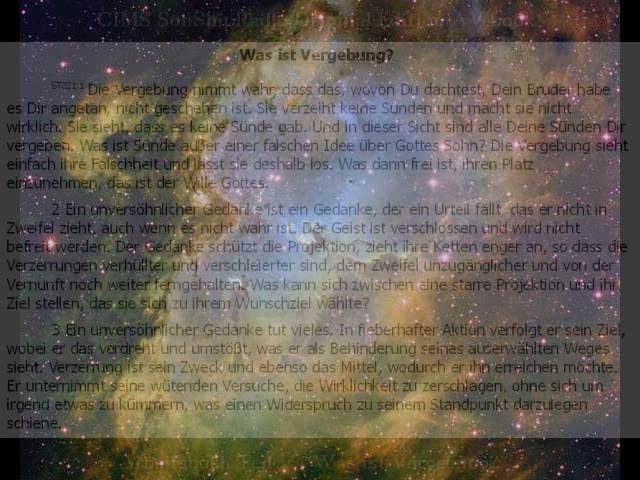 CIMS SonShip
Was ist Vergebung?
ST221:1 Die Vergebung nimmt wahr, dass das, wovon Du dachtest, Dein Bruder habe
es Dir angetan, nicht geschehen ist. Sie verzeiht keine Sünden und macht sie nicht
wirklich. Sie sieht, dass es keine Sünde gab. Und in dieser Sicht sind alle Deine Sünden Dir
vergeben. Was ist Sünde außer einer falschen Idee über Gottes Sohn? Die Vergebung sieht
einfach ihre Falschheit und lässt sie deshalb los. Was dann frei ist, ihren Platz
einzunehmen, das ist der Wille Gottes.
2 Ein unversöhnlicher Gedanke ist ein Gedanke, der ein Urteil fällt, das er nicht in
Zweifel zieht, auch wenn es nicht wahr ist. Der Geist ist verschlossen und wird nicht
befreit werden. Der Gedanke schützt die Projektion, zieht ihre Ketten enger an, so dass die
Verzerrungen verhüllter und verschleierter sind, dem Zweifel unzugänglicher und von der
Vernunft noch weiter ferngehalten. Was kann sich zwischen eine starre Projektion und ihr
Ziel stellen, das sie sich zu ihrem Wunschziel wählte?
3 Ein unversöhnlicher Gedanke tut vieles. In fieberhafter Aktion verfolgt er sein Ziel,
wobei er das verdreht und umstößt, was er als Behinderung seines auserwählten Weges
sieht. Verzerrung ist sein Zweck und ebenso das Mittel, wodurch er ihn erreichen möchte.
Er unternimmt seine wütenden Versuche, die Wirklichkeit zu zerschlagen, ohne sich um
irgend etwas zu kümmern, was einen Widerspruch zu seinem Standpunkt darzulegen
schiene.